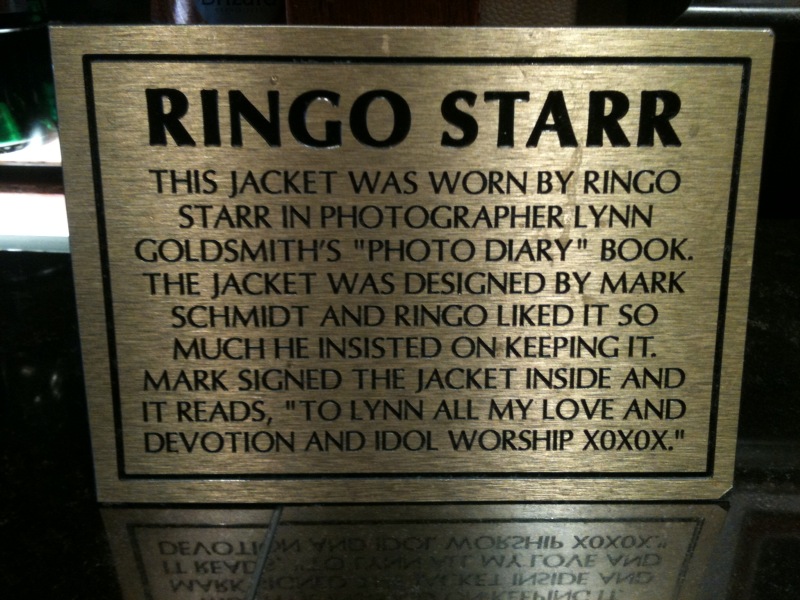 RINGO STARR
THIS JACKET WAS WORN BY RINGO
STARR IN PHOTOGRAPHER LYNN
GOLDSMITH'S "PHOTO DIARY" BOOK.
THE JACKET WAS DESIGNED BY MARK
SCHMIDT AND RINGO LIKED IT SO
MUCH HE INSISTED ON KEEPING IT.
MARK SIGNED THE JACKET INSIDE AND
IT READS, "TO LYNN ALL MY LOVE AND
DEVOTION AND IDOL WORSHIP X0X0X."